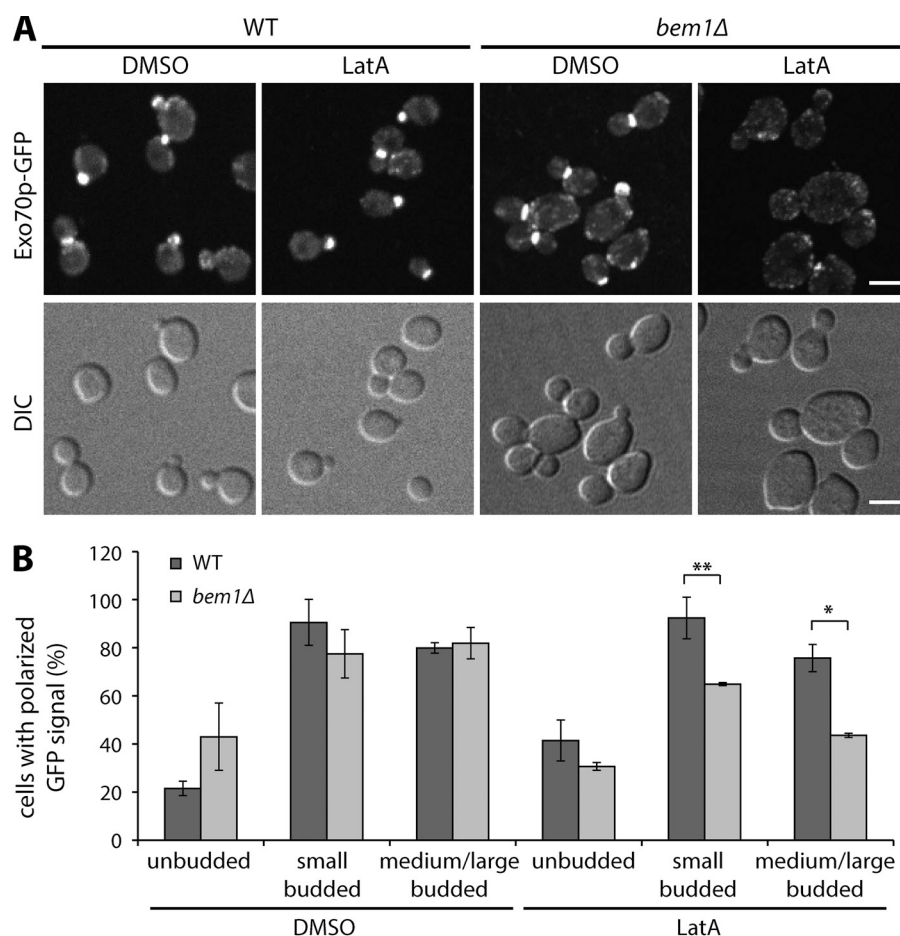 A
WT
bem1Δ
DMSO
LatA
DMSO
LatA
Exo70p-GFP
DIC
B
120
100
80
60
40
20
0
cells with polarized
GFP signal (%)
WT
bem1Δ
**
*
unbudded
small
budded
medium/large
budded
unbudded
small
budded
medium/large
budded
DMSO
LatA